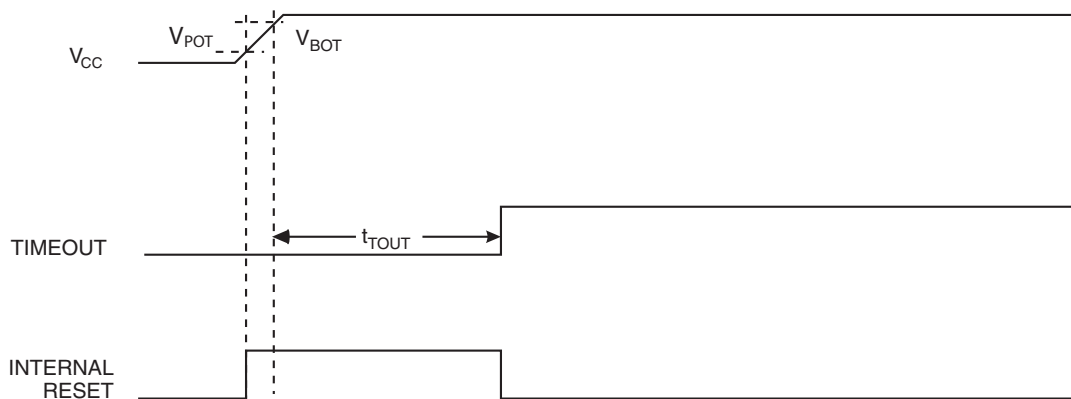 V_POT
V_BOT
V_CC
TIMEOUT
t_TOUT
INTERNAL
RESET